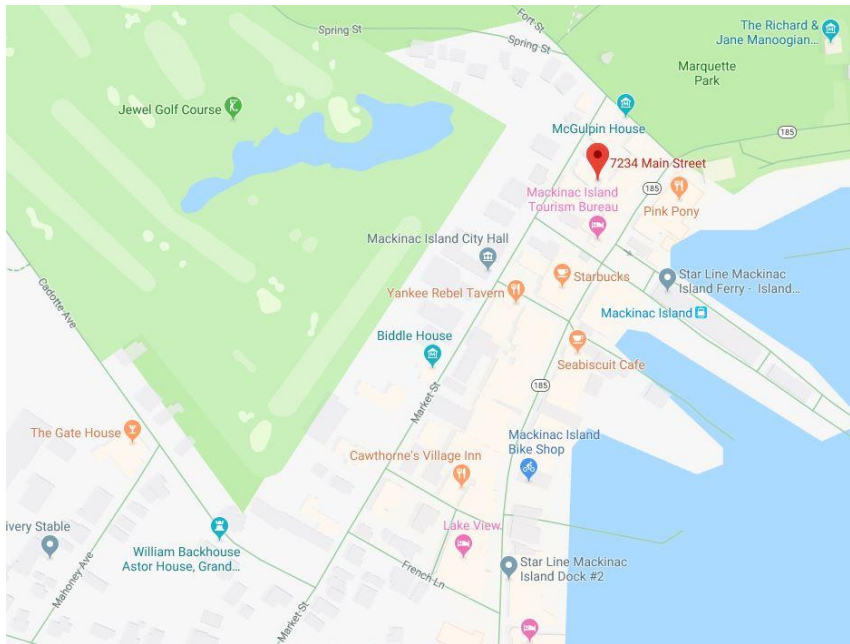 Spring St
Fort St
Spring St
The Richard &
Jane Manoogian...
Marquette
Park
Jewel Golf Course
McGulpin House
185
7234 Main Street
185
Mackinac Island
Tourism Bureau
Pink Pony
Mackinac Island City Hall
Starbucks
Star Line Mackinac
Island Ferry - Island...
Yankee Rebel Tavern
Mackinac Island
Cadotte Ave
Biddle House
Seabiscuit Cafe
185
Market St
The Gate House
Mackinac Island
Bike Shop
Cawthorne's Village Inn
ivery Stable
Lake View
William Backhouse
Astor House, Grand...
Mahoney Ave
French Ln
Star Line Mackinac
Island Dock #2
Market St